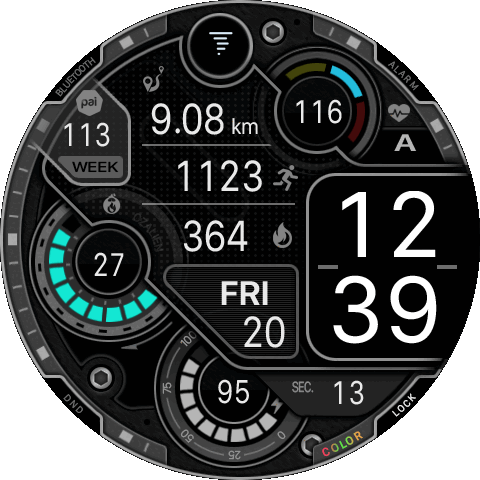 BLUETOOTH
ALARM
pai
113
WEEK
9.08 km
116
A
1123
364
12
39
27
FRI
20
100
75
50
25
0
95
SEC. 13
DND
COLOR
LOCK